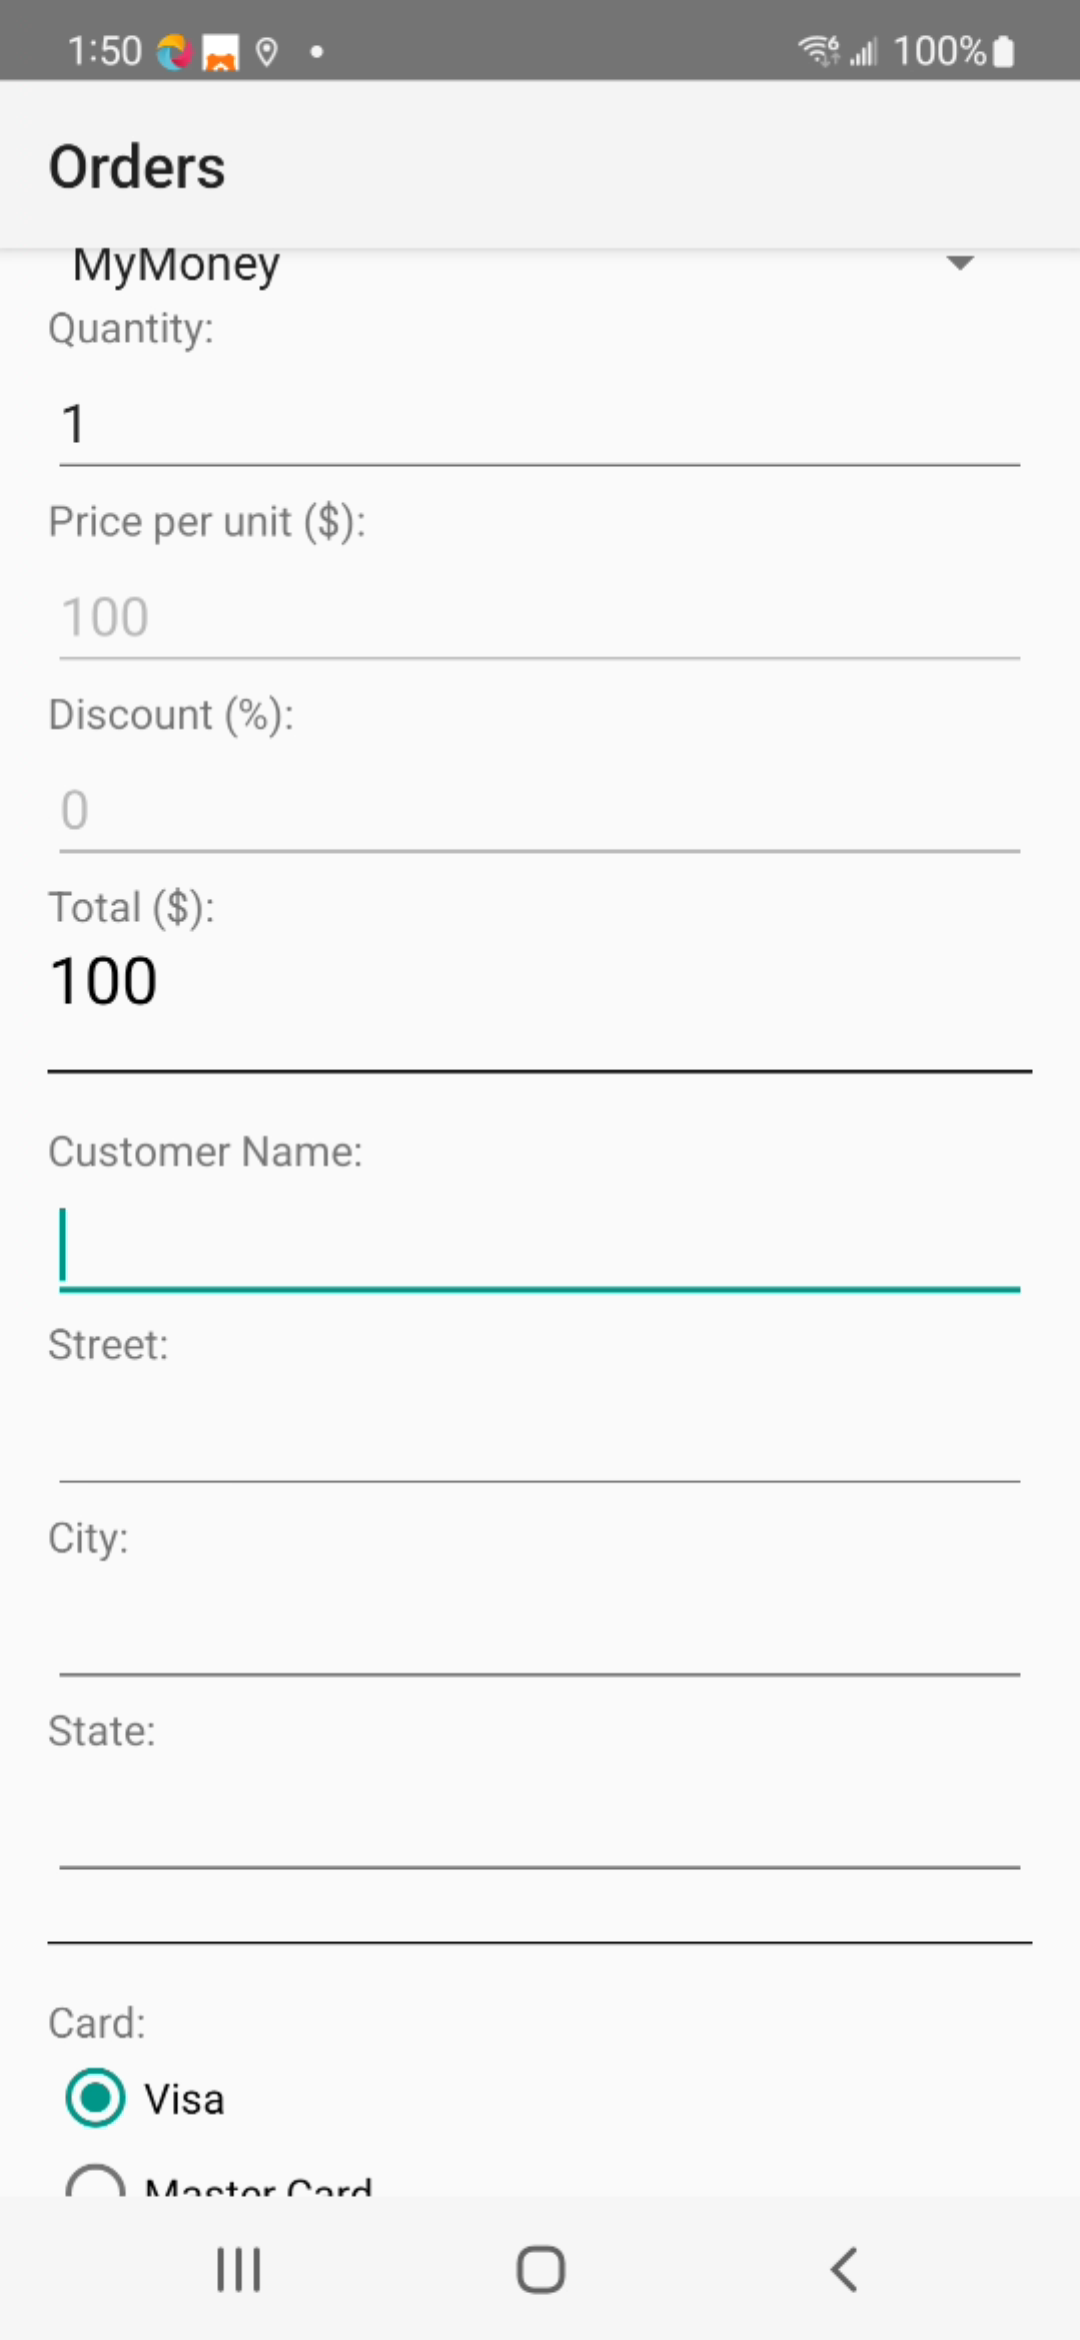 1:50 100%
Orders
MyMoney
Quantity:
1
Price per unit ($):
100
Discount (%):
0
Total ($):
100
Customer Name:
Street:
City:
State:
Card:
Visa
Master Card